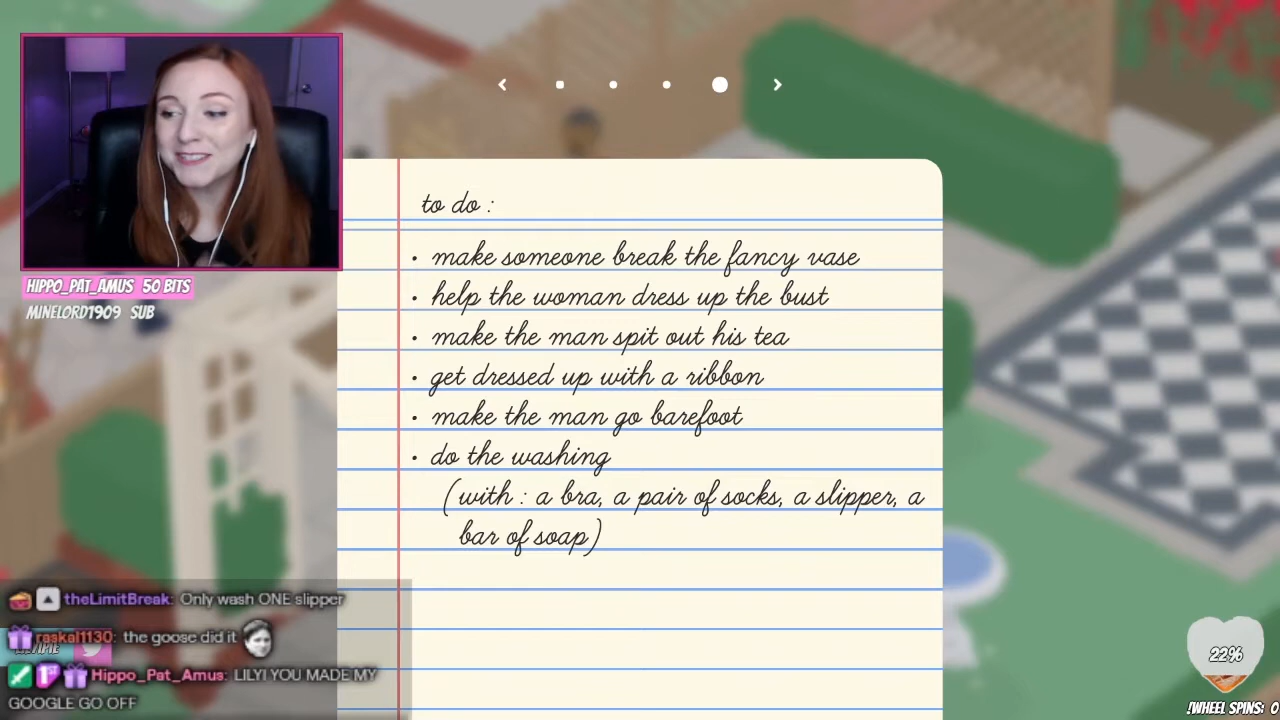 HIPPO_PAT_AMUS 50 BITS
MINELORD1909 SUB
to do :
• make someone break the fancy vase
• help the woman dress up the bust
• make the man spit out his tea
• get dressed up with a ribbon
• make the man go barefoot
• do the washing
(with : a bra, a pair of socks, a slipper, a
bar of soap)
theLimitBreak: Only wash ONE slipper
raskal1130: the goose did it
Hippo_Pat_Amus: LILYI YOU MADE MY
GOOGLE GO OFF
22%
!WHEEL SPINS: 0